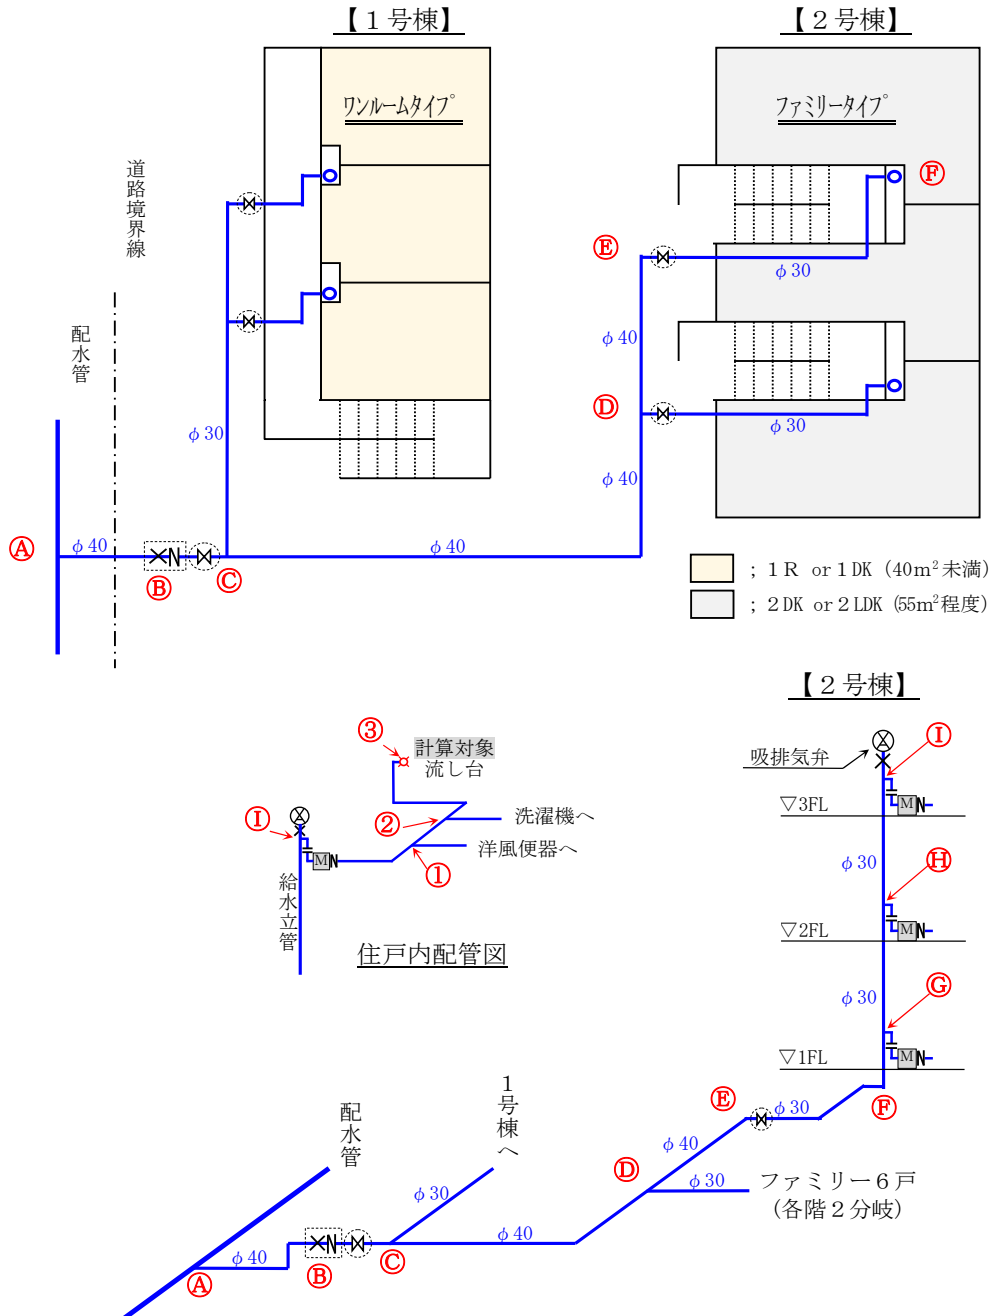 【１号棟】
【２号棟】
ワンルームタイプ
ファミリータイプ
道路境界線
配水管
Ⓕ
Ⓔ
φ30
φ40
Ⓓ
φ30
φ30
φ40
Ⓐ
φ40
φ40
Ⓑ
Ⓒ
；１R or１DK（40m²未満）
；２DK or２LDK（55m²程度）
【２号棟】
③
計算対象
流し台
Ⓘ
②
洗濯機へ
洋風便器へ
①
M
給水立管
住戸内配管図
Ⓘ
吸排気弁
▽3FL
M
φ30
Ⓗ
▽2FL
M
φ30
Ⓖ
▽1FL
M
Ⓕ
Ⓔ
φ30
φ40
Ⓓ
φ30
ファミリー６戸
（各階２分岐）
１号棟へ
配水管
φ30
φ40
φ40
Ⓐ
Ⓑ
Ⓒ